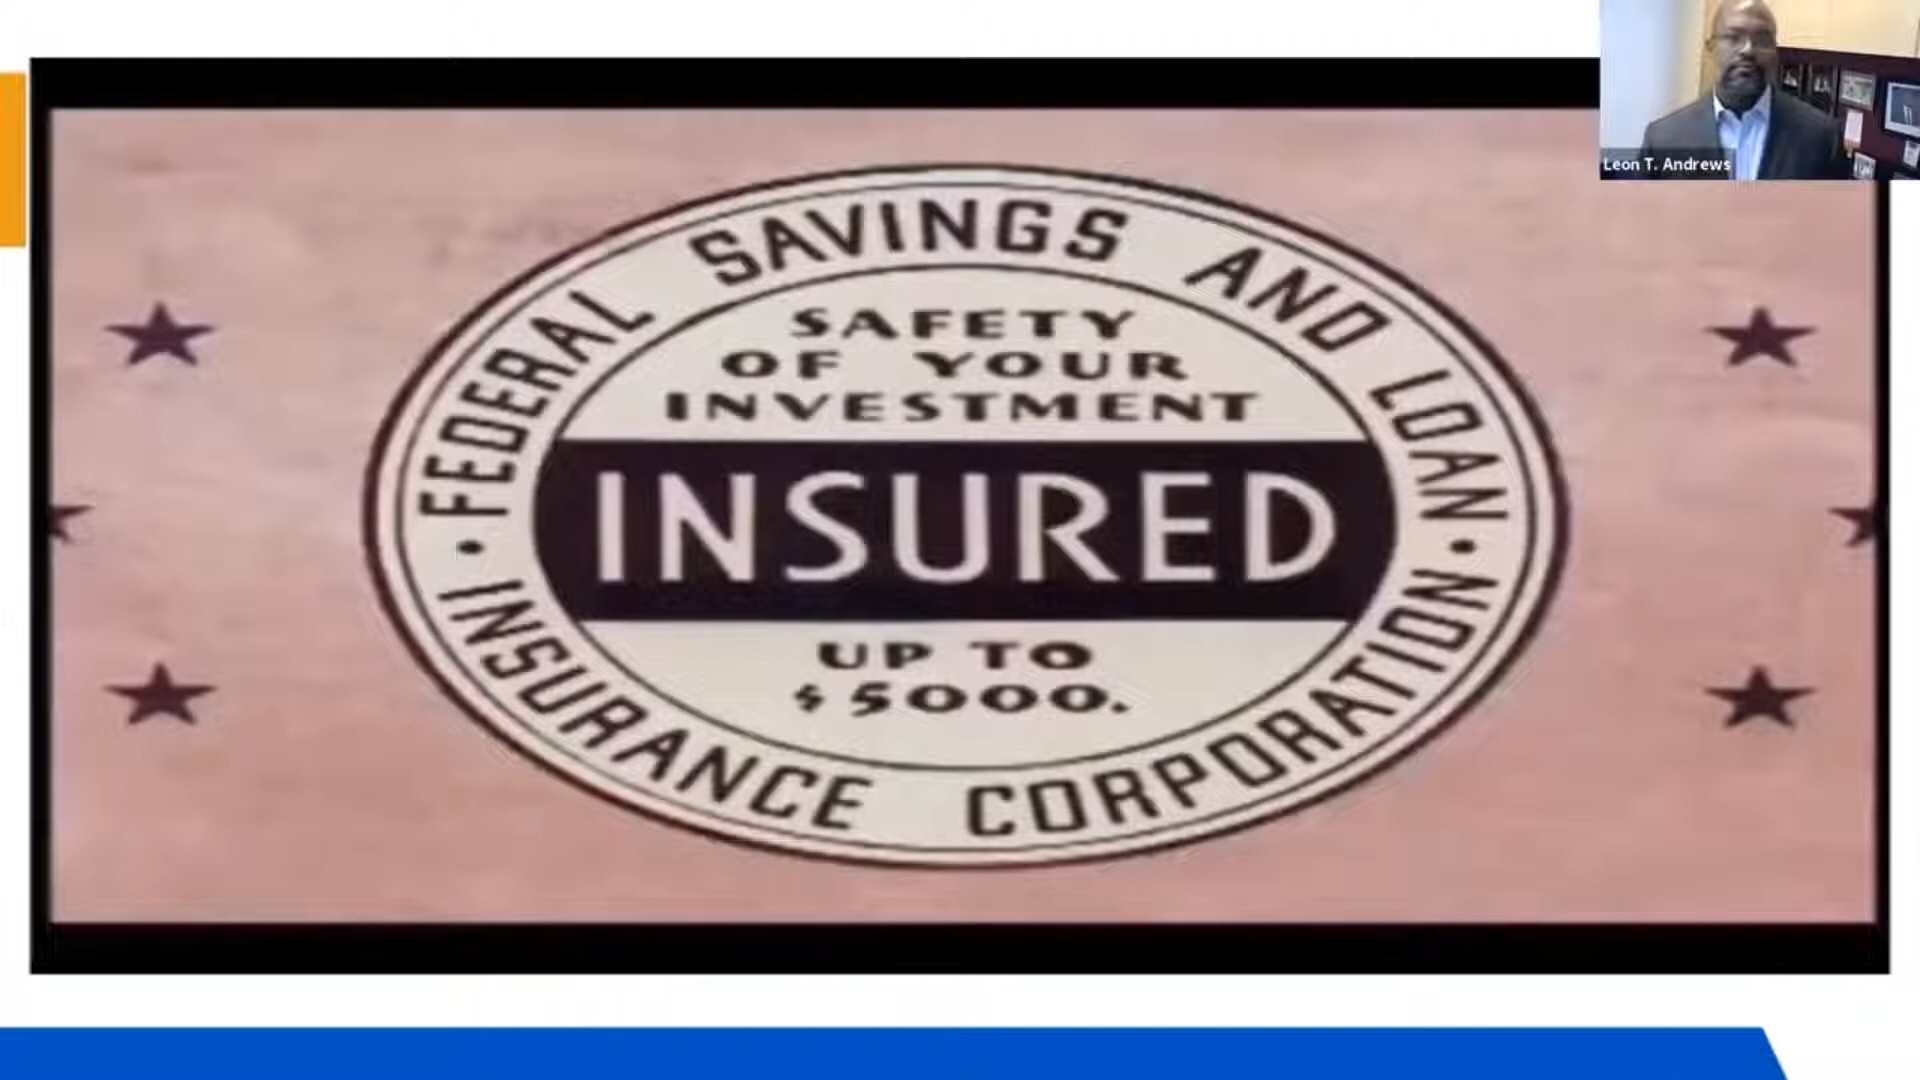 Leon T. Andrews
· FEDERAL SAVINGS AND LOAN ·
SAFETY
OF YOUR
INVESTMENT
INSURED
UP TO
$5000.
INSURANCE CORPORATION